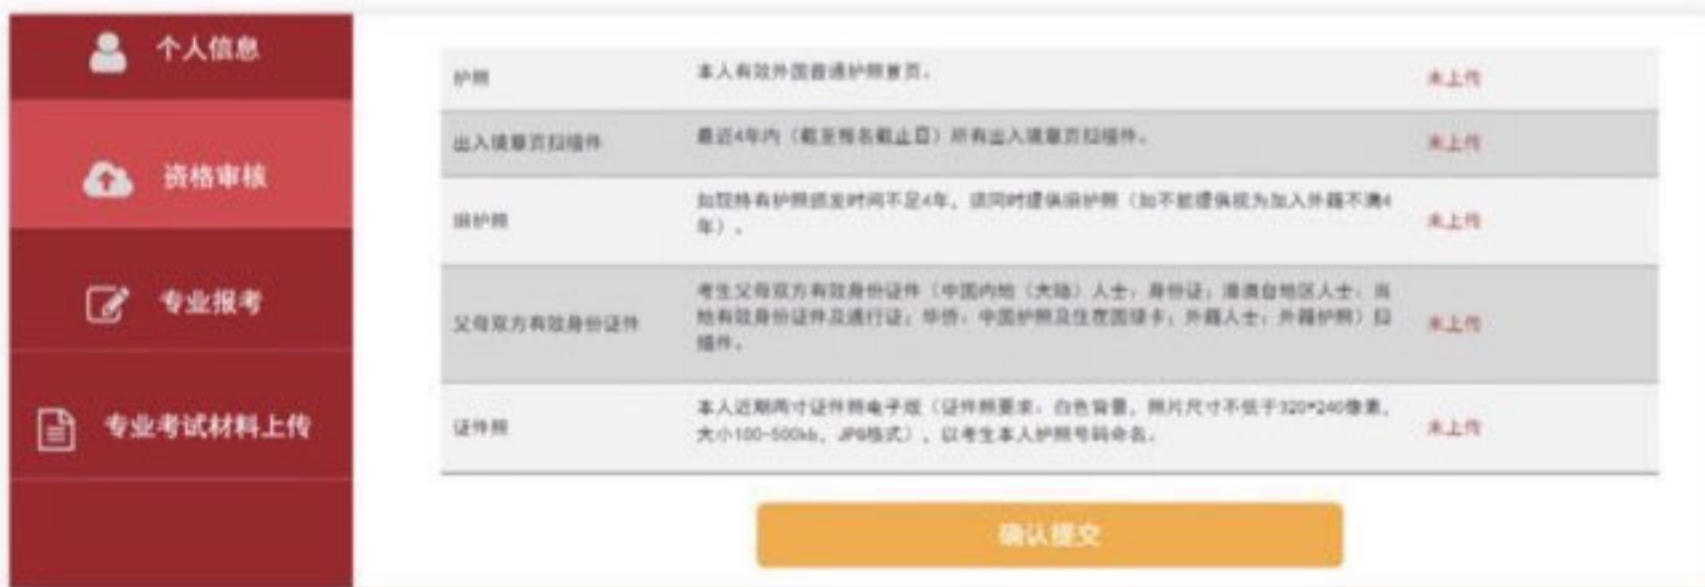 个人信息
资格审核
专业报考
专业考试材料上传
护照
本人有效外国普通护照首页。
未上传
出入境章页扫描件
最近4年内（截至报名截止日）所有出入境章页扫描件。
未上传
旧护照
如现持有护照颁发时间不足4年，须同时提供旧护照（如不能提供视为加入外籍不满4
年）。
未上传
父母双方有效身份证件
考生父母双方有效身份证件（中国内地（大陆）人士：身份证；港澳台地区人士：当
地有效身份证件及通行证；华侨：中国护照及住在国绿卡；外籍人士：外籍护照）扫
描件。
未上传
证件照
本人近期两寸证件照电子版（证件照要求：白色背景，照片尺寸不低于320*240像素，
大小100-500kb，JPG格式），以考生本人护照号码命名。
未上传
确认提交